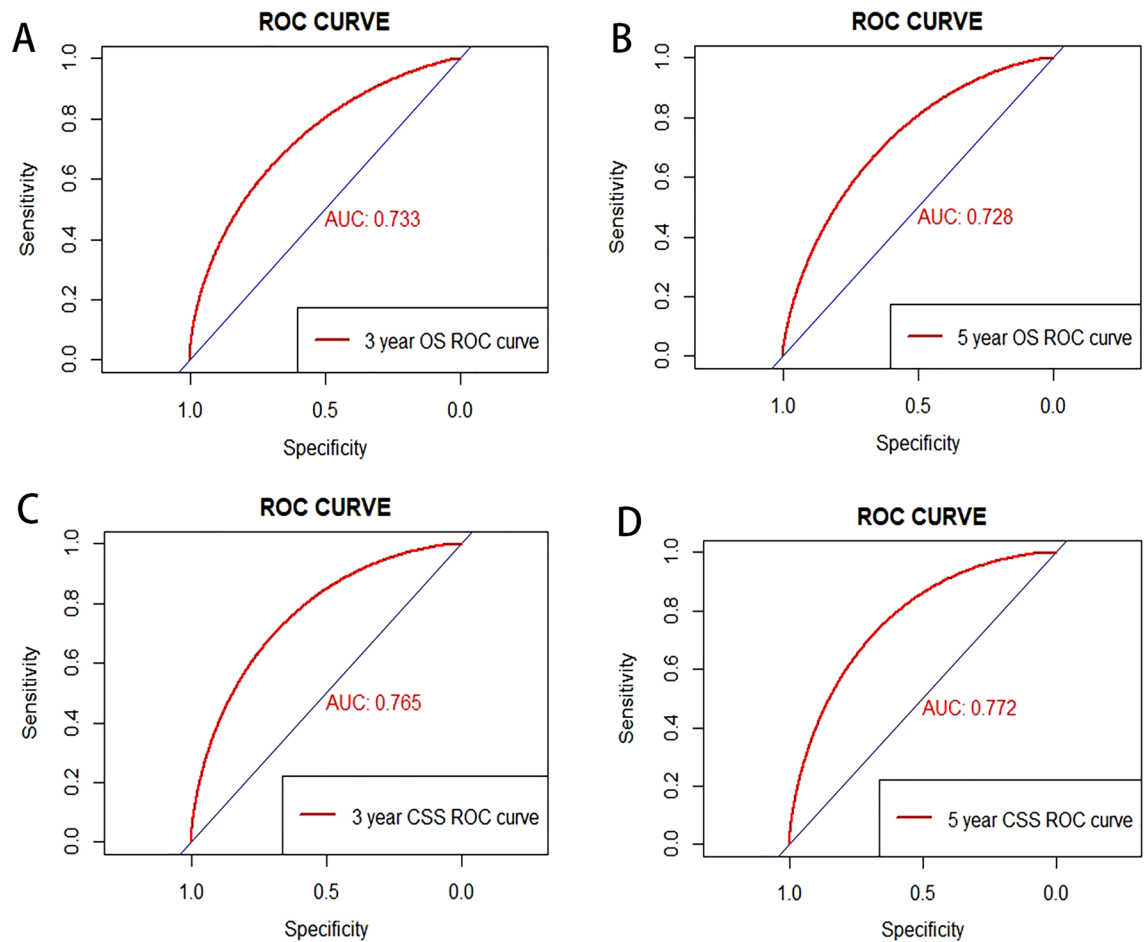 A
ROC CURVE
Sensitivity
0.0 0.2 0.4 0.6 0.8 1.0
AUC: 0.733
3 year OS ROC curve
1.0 0.5 0.0
Specificity
B
ROC CURVE
Sensitivity
0.0 0.2 0.4 0.6 0.8 1.0
AUC: 0.728
5 year OS ROC curve
1.0 0.5 0.0
Specificity
C
ROC CURVE
Sensitivity
0.0 0.2 0.4 0.6 0.8 1.0
AUC: 0.765
3 year CSS ROC curve
1.0 0.5 0.0
Specificity
D
ROC CURVE
Sensitivity
0.0 0.2 0.4 0.6 0.8 1.0
AUC: 0.772
5 year CSS ROC curve
1.0 0.5 0.0
Specificity